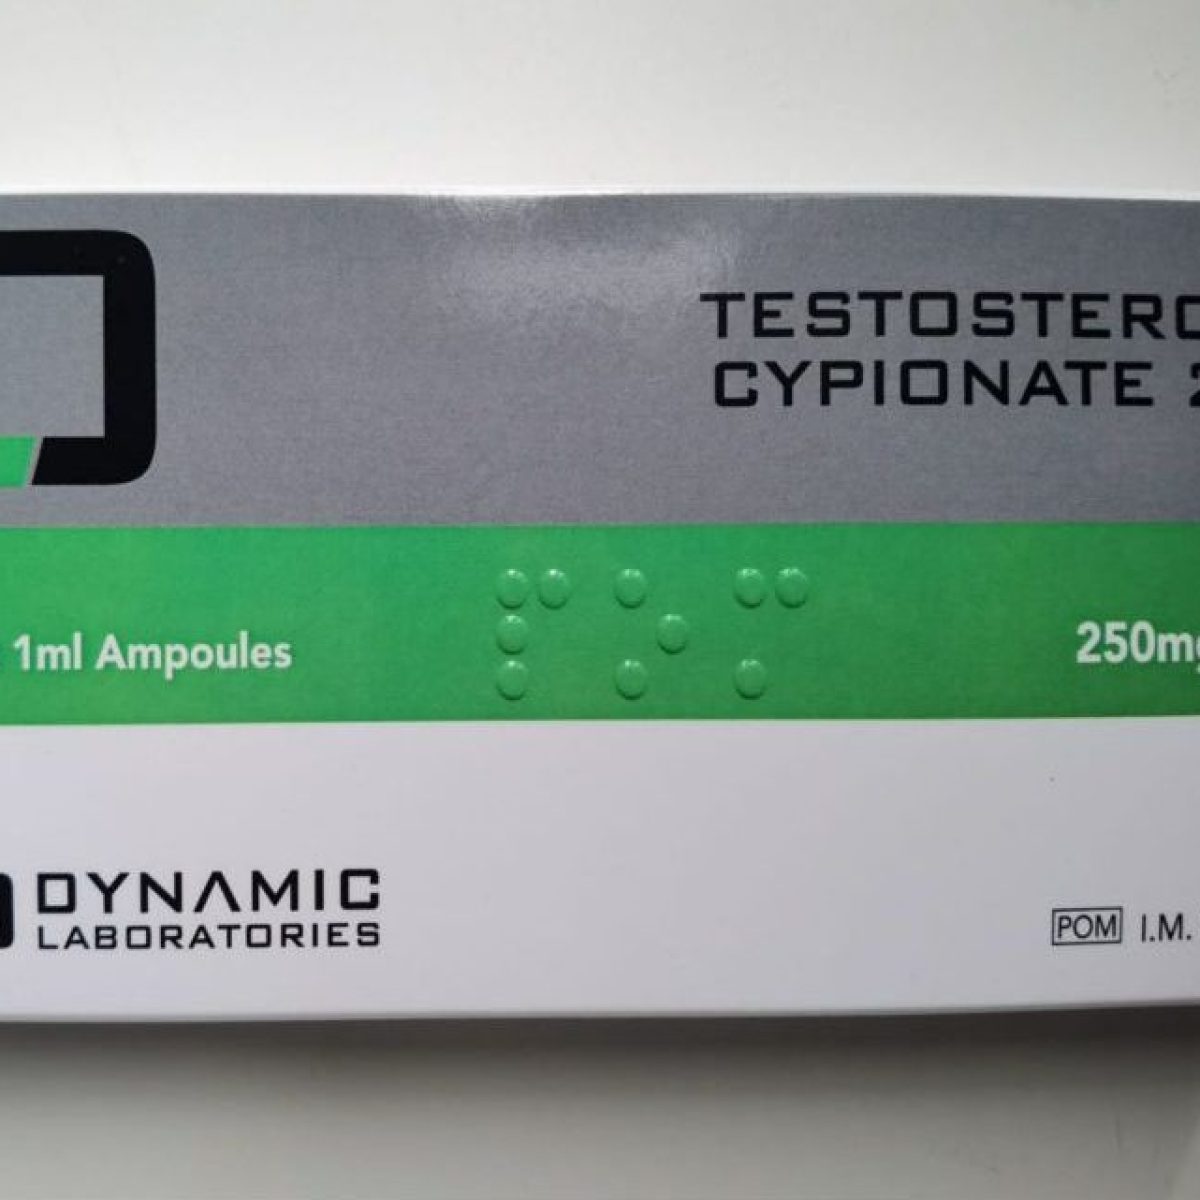 TESTOSTERO
CYPIONATE 2
1ml Ampoules
250mg
DYNAMIC
LABORATORIES
POM I.M.